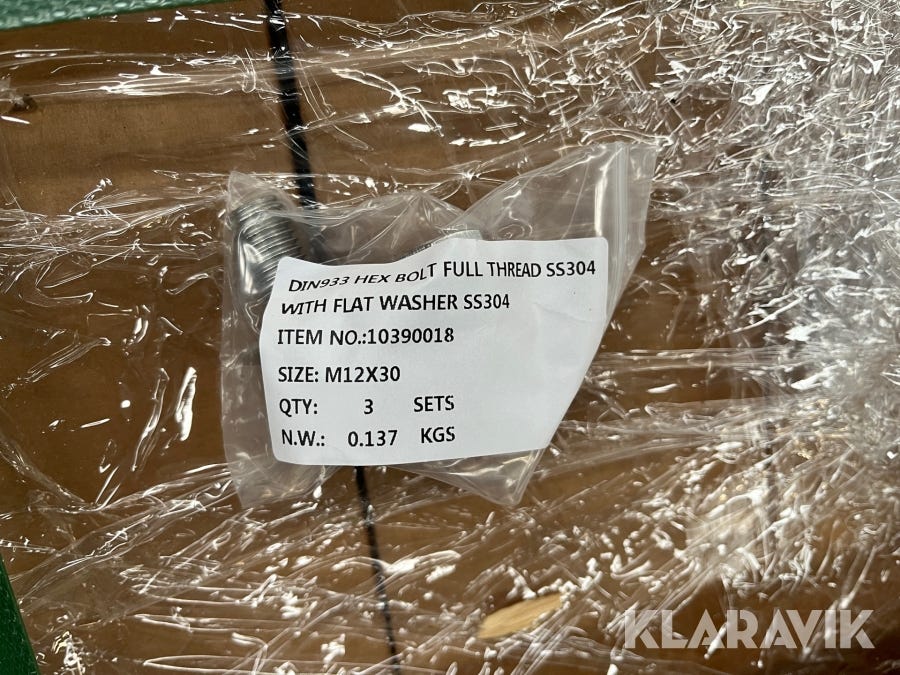 DIN933 HEX BOLT FULL THREAD SS304
WITH FLAT WASHER SS304
ITEM NO.:10390018
SIZE: M12X30
QTY: 3 SETS
N.W.: 0.137 KGS
KLARAVIK